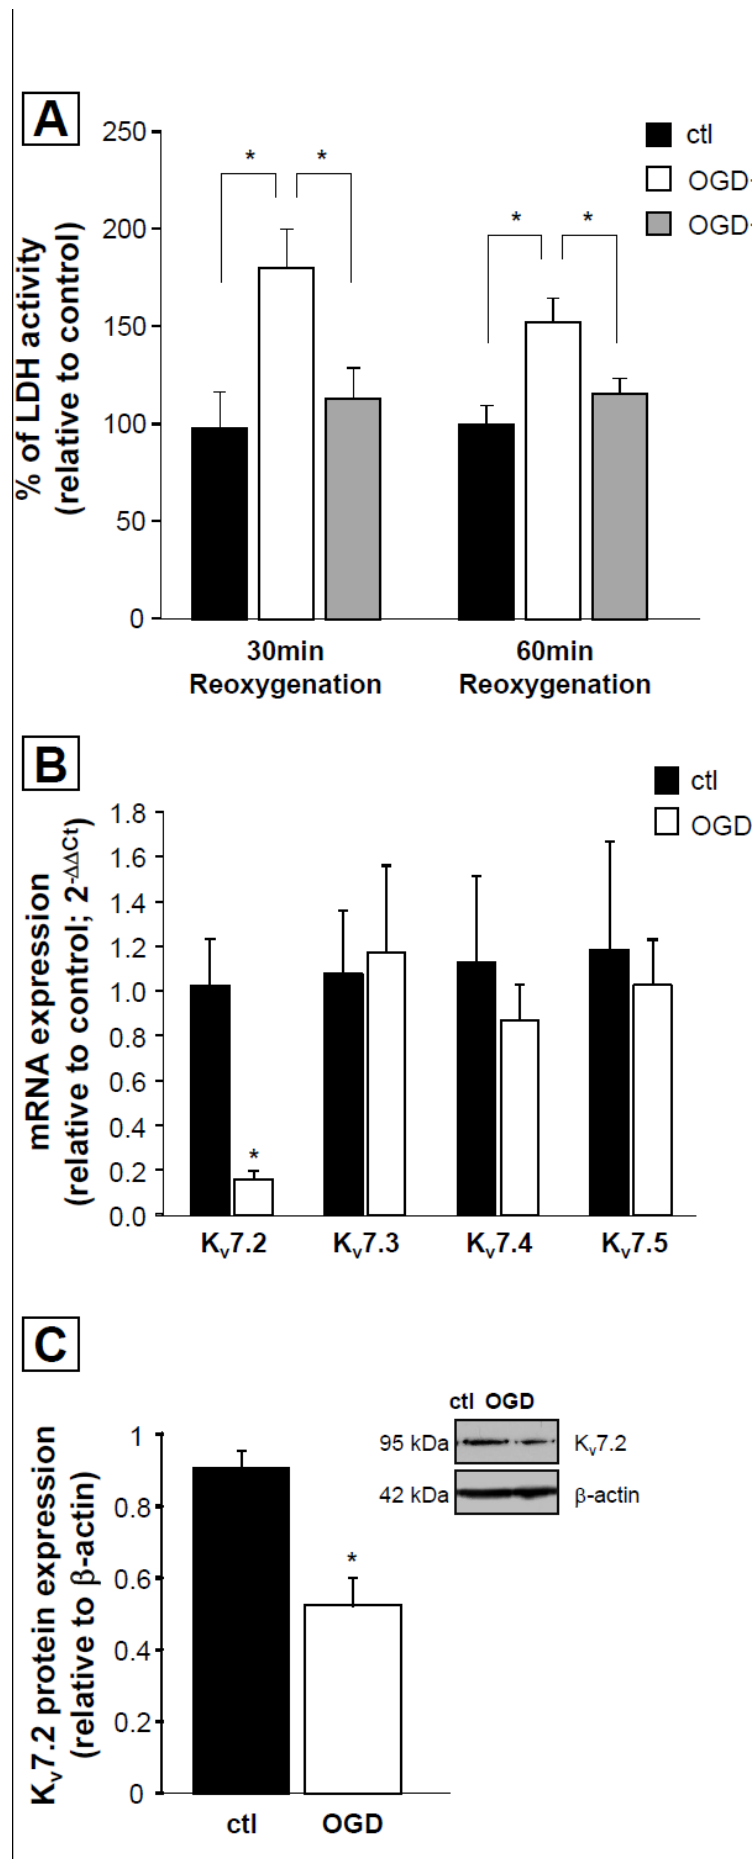 A
250
200
150
100
50
0
% of LDH activity
(relative to control)
* *
* *
ctl
OGD-
OGD-
30min
Reoxygenation
60min
Reoxygenation
B
1.8
1.6
1.4
1.2
1.0
0.8
0.6
0.4
0.2
0.0
mRNA expression
(relative to control; 2-ΔΔCt)
ctl
OGD
*
Kv7.2 Kv7.3 Kv7.4 Kv7.5
C
1
0.8
0.6
0.4
0.2
0
Kv7.2 protein expression
(relative to β-actin)
*
ctl OGD
ctl OGD
95 kDa Kv7.2
42 kDa β-actin